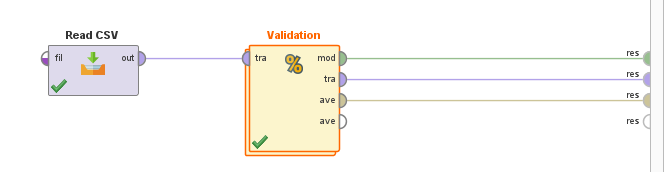 Read CSV
Validation
fil
out
tra
%
mod
res
tra
res
ave
res
ave
res